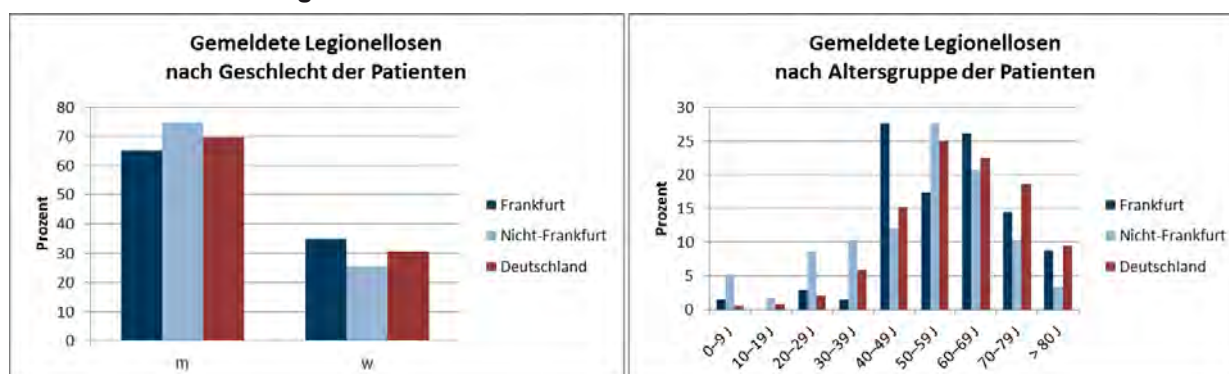 Gemeldete Legionellosen
nach Geschlecht der Patienten
80
70
60
50
40
30
20
10
0
Prozent
m
w
Frankfurt
Nicht-Frankfurt
Deutschland
Gemeldete Legionellosen
nach Altersgruppe der Patienten
30
25
20
15
10
5
0
Prozent
0–9 J
10–19 J
20–29 J
30–39 J
40–49 J
50–59 J
60–69 J
70–79 J
> 80 J
Frankfurt
Nicht-Frankfurt
Deutschland